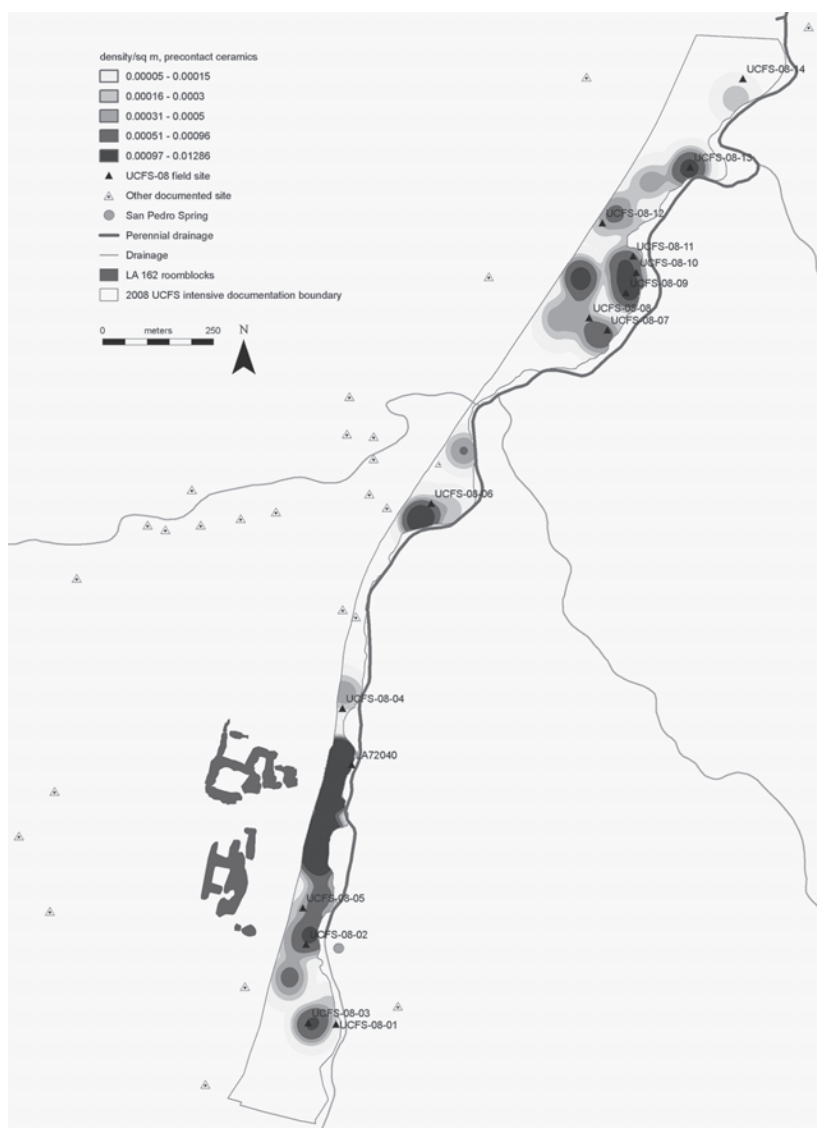 density/sq m, precontact ceramics
0.00005 - 0.00015
0.00016 - 0.0003
0.00031 - 0.0005
0.00051 - 0.00096
0.00097 - 0.01286
UCFS-08 field site
Other documented site
San Pedro Spring
Perennial drainage
Drainage
LA 162 roomblocks
2008 UCFS intensive documentation boundary
0 meters 250 N
UCFS-08-14
UCFS-08-13
UCFS-08-12
UCFS-08-11
UCFS-08-10
UCFS-08-09
UCFS-08-08
UCFS-08-07
UCFS-08-06
UCFS-08-04
LA72040
UCFS-08-05
UCFS-08-02
UCFS-08-03
UCFS-08-01